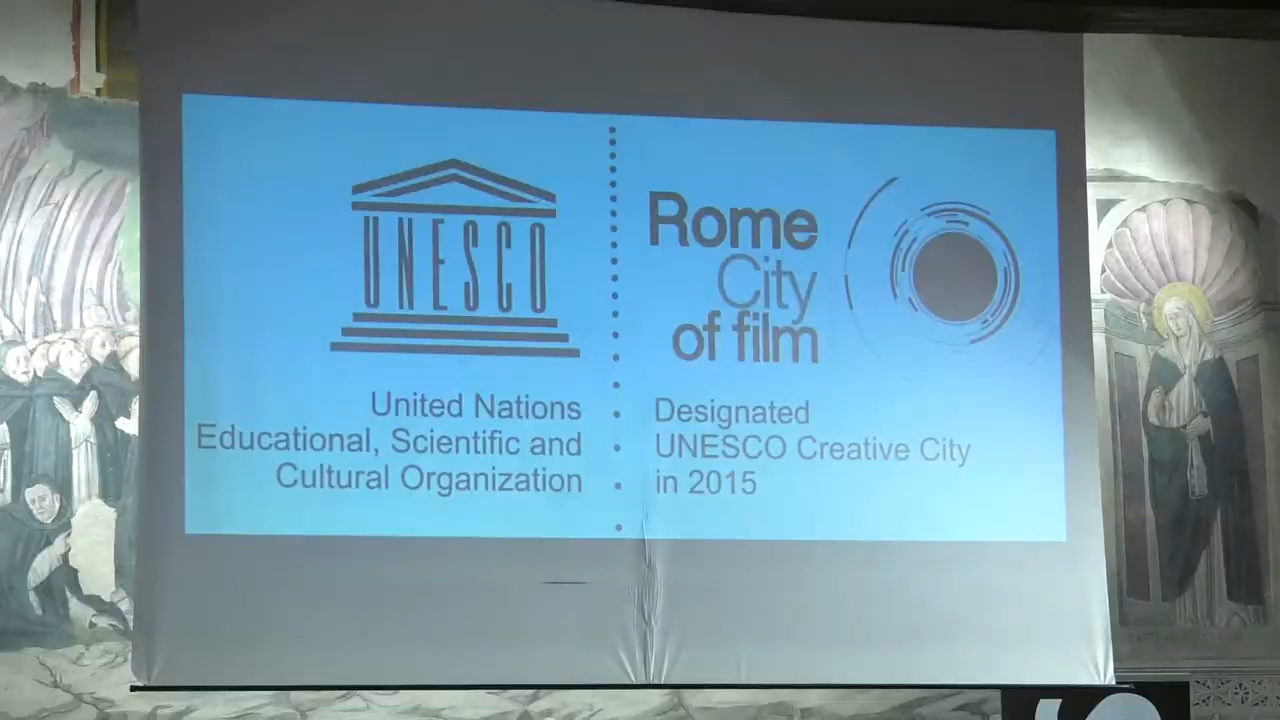 UNESCO
United Nations
Educational, Scientific and
Cultural Organization
Rome
City
of film
Designated
UNESCO Creative City
in 2015